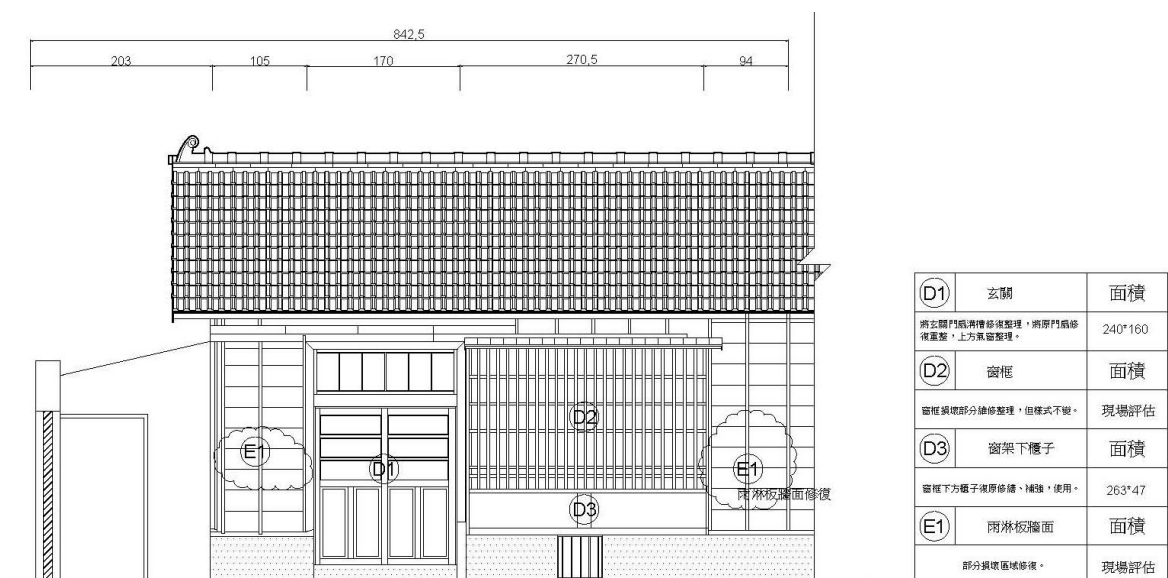 842,5
203 105 170 270,5 94
E1 D1 D2 D3 E1
雨淋板牆面修復
D1 玄關 面積
將玄關門扇溝槽修復整理,將原門扇修
復重整,上方氣窗整理。 240*160
D2 窗框 面積
窗框損壞部分維修整理,但樣式不變。 現場評估
D3 窗架下櫃子 面積
窗框下方櫃子復原修繕、補強,使用。 263*47
E1 雨淋板牆面 面積
部分損壞區域修復。 現場評估